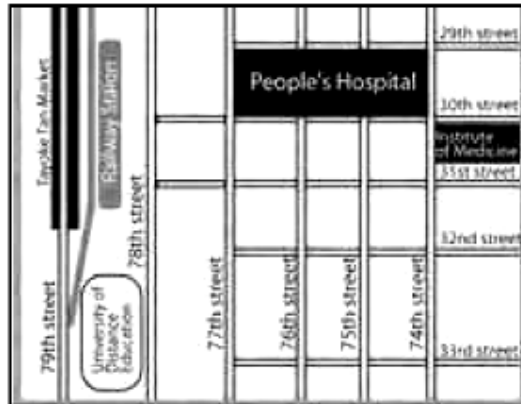 29th street
People's Hospital
30th street
Institute
of Medicine
31st street
32nd street
33rd street
Tayoke Tan Market
Railway Station
78th street
79th street
University of
Distance
Education
77th street
76th street
75th street
74th street